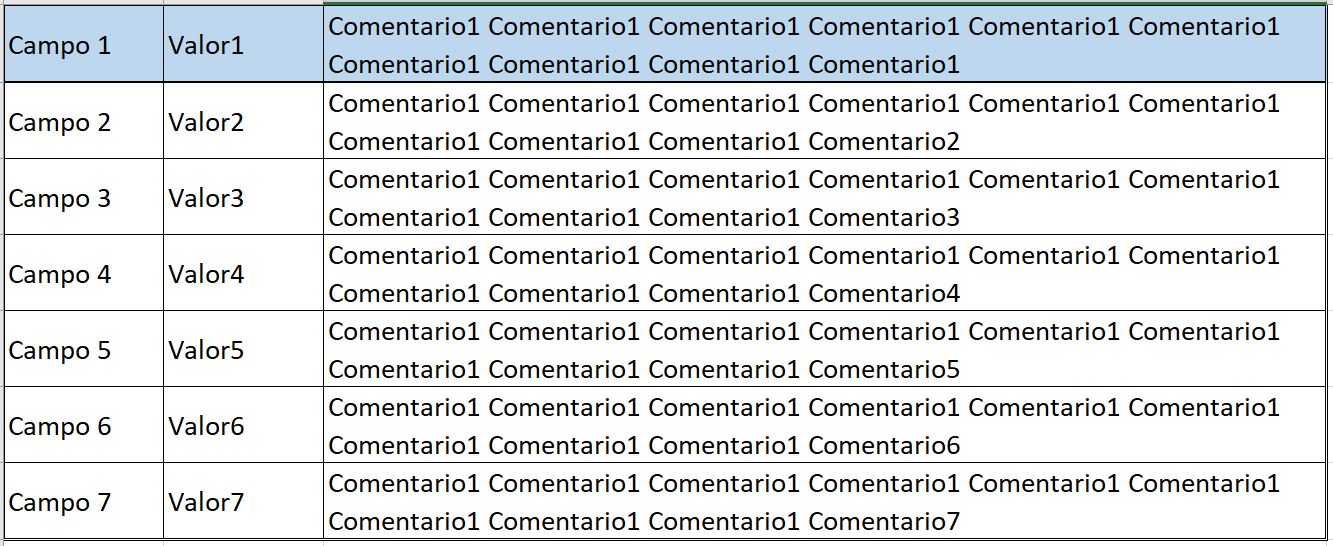 Campo 1 Valor1 Comentario1 Comentario1 Comentario1 Comentario1 Comentario1 Comentario1
Comentario1 Comentario1 Comentario1 Comentario1
Campo 2 Valor2 Comentario1 Comentario1 Comentario1 Comentario1 Comentario1 Comentario1
Comentario1 Comentario1 Comentario1 Comentario2
Campo 3 Valor3 Comentario1 Comentario1 Comentario1 Comentario1 Comentario1 Comentario1
Comentario1 Comentario1 Comentario1 Comentario3
Campo 4 Valor4 Comentario1 Comentario1 Comentario1 Comentario1 Comentario1 Comentario1
Comentario1 Comentario1 Comentario1 Comentario4
Campo 5 Valor5 Comentario1 Comentario1 Comentario1 Comentario1 Comentario1 Comentario1
Comentario1 Comentario1 Comentario1 Comentario5
Campo 6 Valor6 Comentario1 Comentario1 Comentario1 Comentario1 Comentario1 Comentario1
Comentario1 Comentario1 Comentario1 Comentario6
Campo 7 Valor7 Comentario1 Comentario1 Comentario1 Comentario1 Comentario1 Comentario1
Comentario1 Comentario1 Comentario1 Comentario7